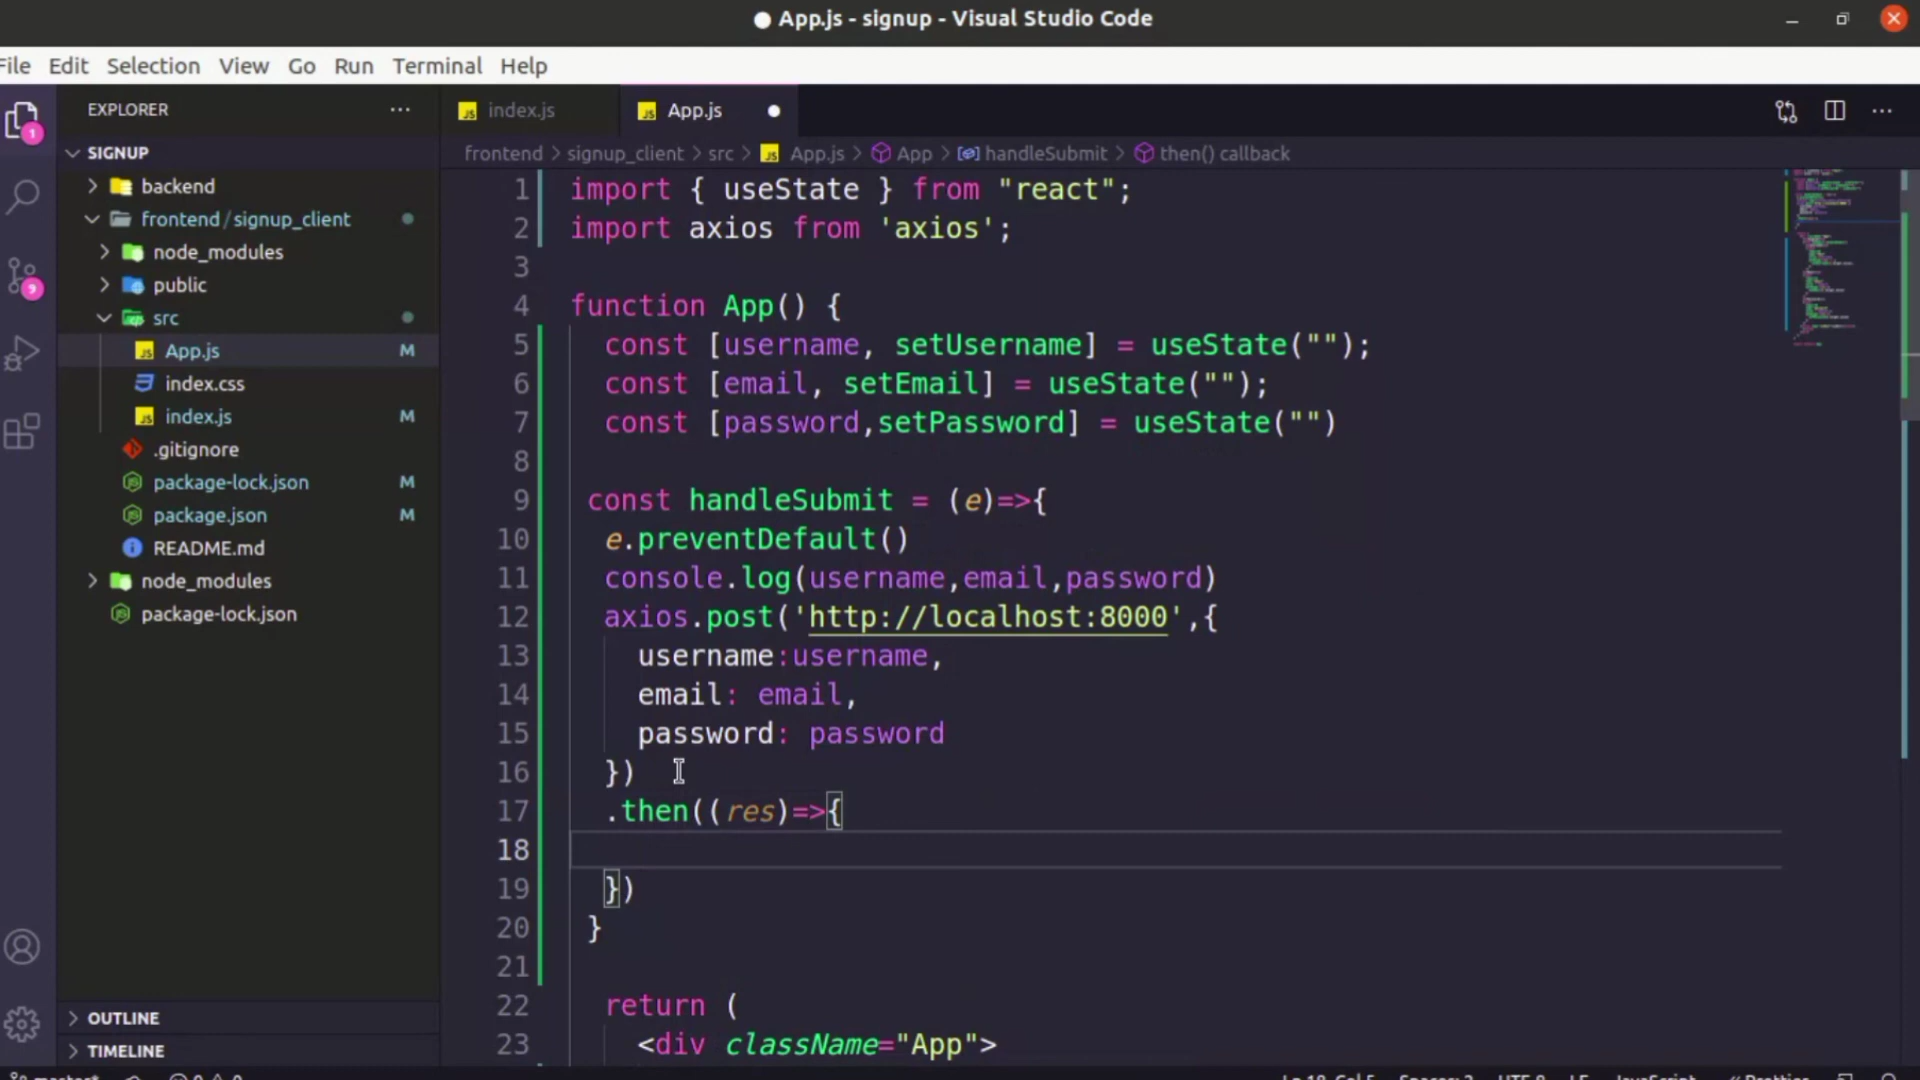 App.js - signup - Visual Studio Code
File Edit Selection View Go Run Terminal Help
EXPLORER
index.js
App.js
SIGNUP
frontend > signup_client > src > App.js > App > handleSubmit > then() callback
backend
frontend / signup_client
node_modules
public
src
App.js M
index.css
index.js M
.gitignore
package-lock.json M
package.json M
README.md
node_modules
package-lock.json
OUTLINE
TIMELINE
1
9
1 import { useState } from "react";
2 import axios from 'axios';
3
4 function App() {
5 const [username, setUsername] = useState("");
6 const [email, setEmail] = useState("");
7 const [password,setPassword] = useState("")
8
9 const handleSubmit = (e)=>{
10 e.preventDefault()
11 console.log(username,email,password)
12 axios.post('http://localhost:8000',{
13 username:username,
14 email: email,
15 password: password
16 })
17 .then((res)=>{
18
19 })
20 }
21
22 return (
23 <div className="App">